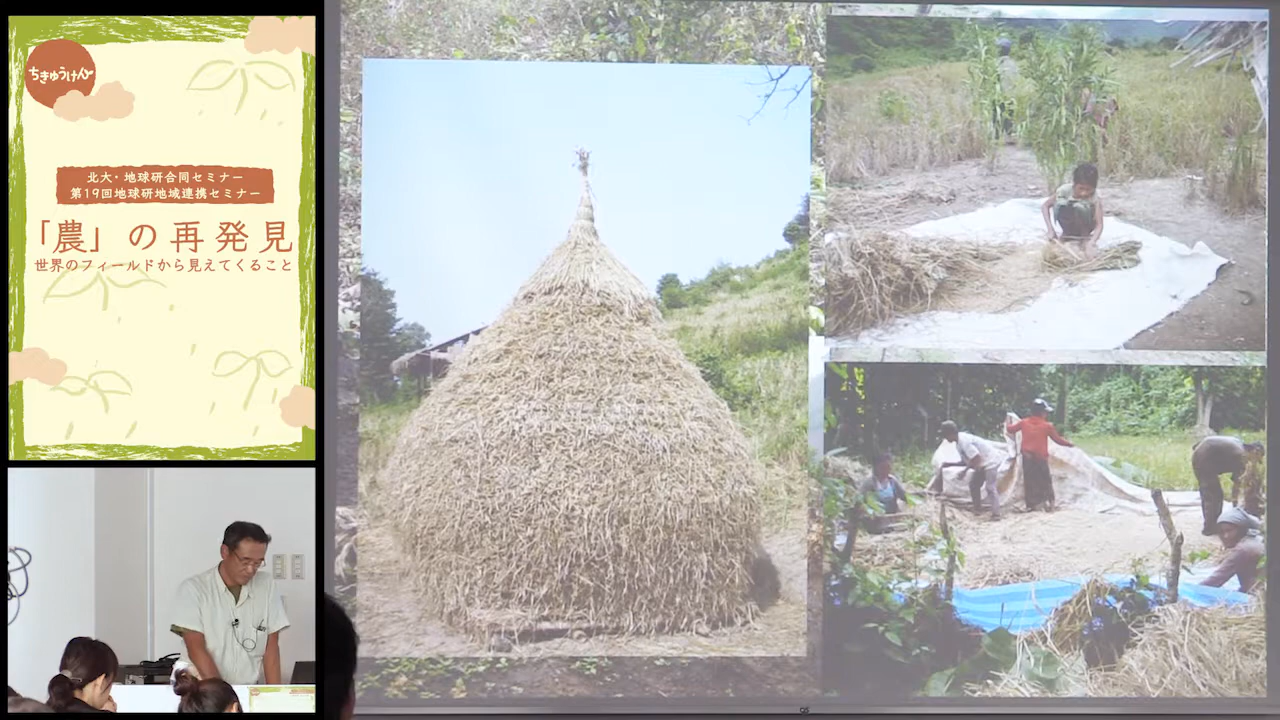 ちきゅうけん
北大・地球研合同セミナー
第19回地球研地域連携セミナー
「農」の再発見
世界のフィールドから見えてくること